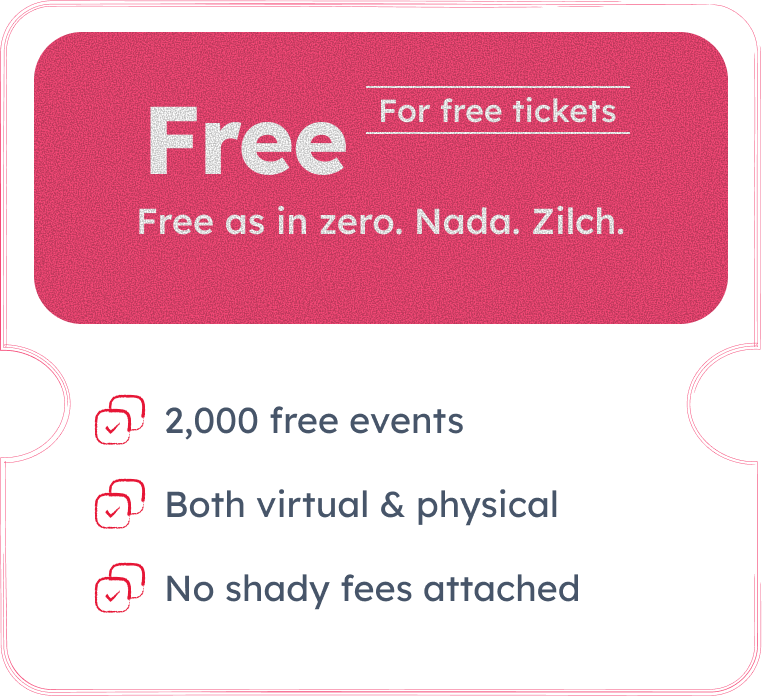 Free
For free tickets
Free as in zero. Nada. Zilch.
2,000 free events
Both virtual & physical
No shady fees attached